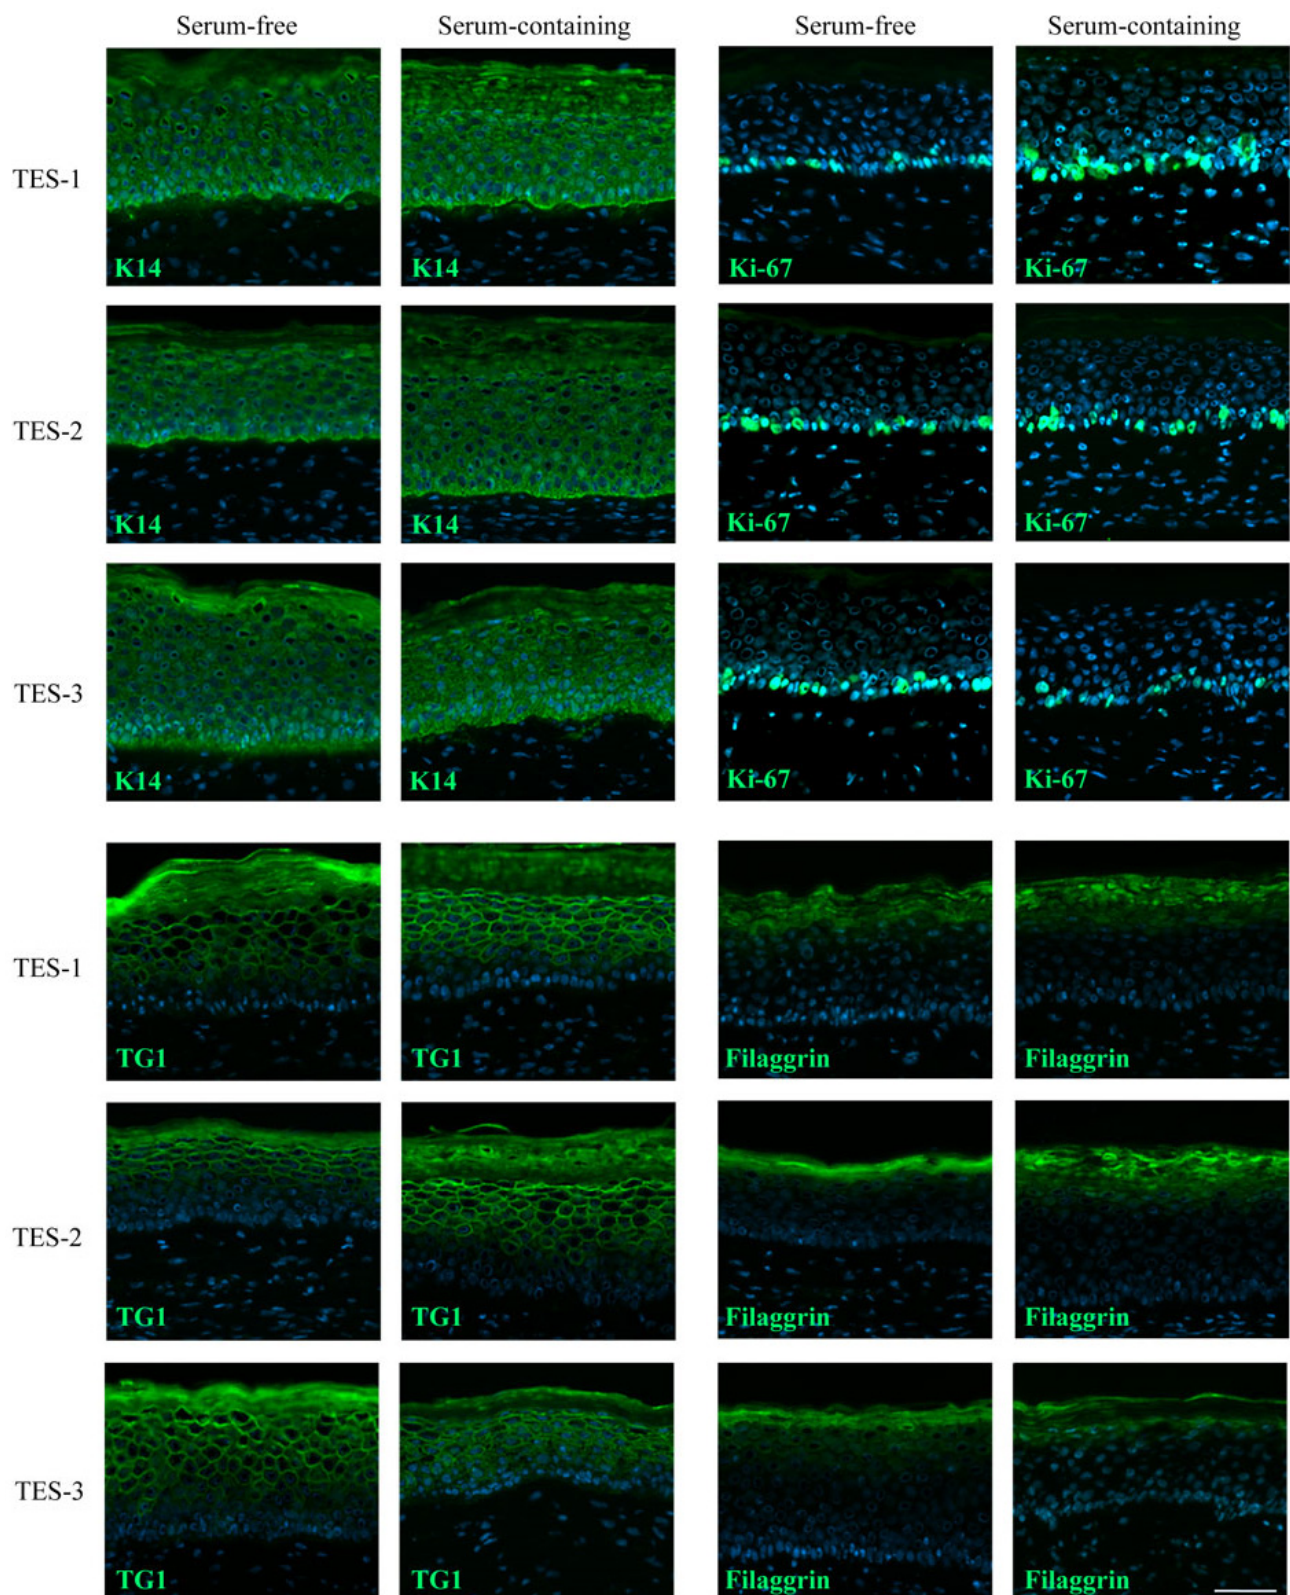 Serum-free Serum-containing Serum-free Serum-containing
TES-1
K14 K14 Ki-67 Ki-67
TES-2
K14 K14 Ki-67 Ki-67
TES-3
K14 K14 Ki-67 Ki-67
TES-1
TG1 TG1 Filaggrin Filaggrin
TES-2
TG1 TG1 Filaggrin Filaggrin
TES-3
TG1 TG1 Filaggrin Filaggrin